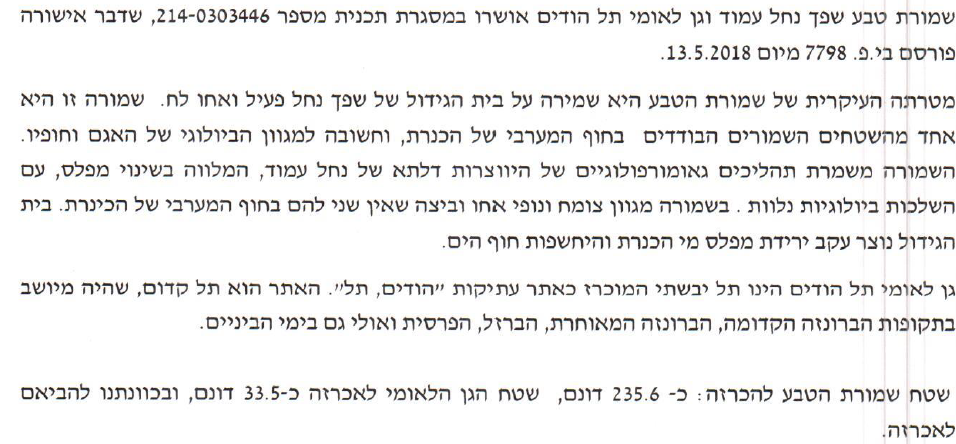 שמורת טבע שפך נחל עמוד וגן לאומי תל הודים אושרו במסגרת תכנית מספר 214-0303446, שדבר אישורה
פורסם בי.פ. 7798 מיום 13.5.2018.
מטרתה העיקרית של שמורת הטבע היא שמירה על בית הגידול של שפך נחל פעיל ואחו לח. שמורה זו היא
אחד מהשטחים השמורים הבודדים בחוף המערבי של הכנרת, וחשובה למגוון הביולוגי של האגם וחופיו.
השמורה משמרת תהליכים גאומורפולוגיים של היווצרות דלתא של נחל עמוד, המלווה בשינוי מפלס, עם
השלכות ביולוגיות נלוות . בשמורה מגוון צומח ונופי אחו וביצה שאין שני להם בחוף המערבי של הכינרת. בית
הגידול נוצר עקב ירידת מפלס מי הכנרת והיחשפות חוף הים.
גן לאומי תל הודים הינו תל יבשתי המוכרז כאתר עתיקות "הודים, תל". האתר הוא תל קדום, שהיה מיושב
בתקופות הברונזה הקדומה, הברונזה המאוחרת, הברזל, הפרסית ואולי גם בימי הביניים.
שטח שמורת הטבע להכרזה: כ- 235.6 דונם, שטח הגן הלאומי לאכרזה כ-33.5 דונם, ובכוונתנו להביאם
לאכרזה.